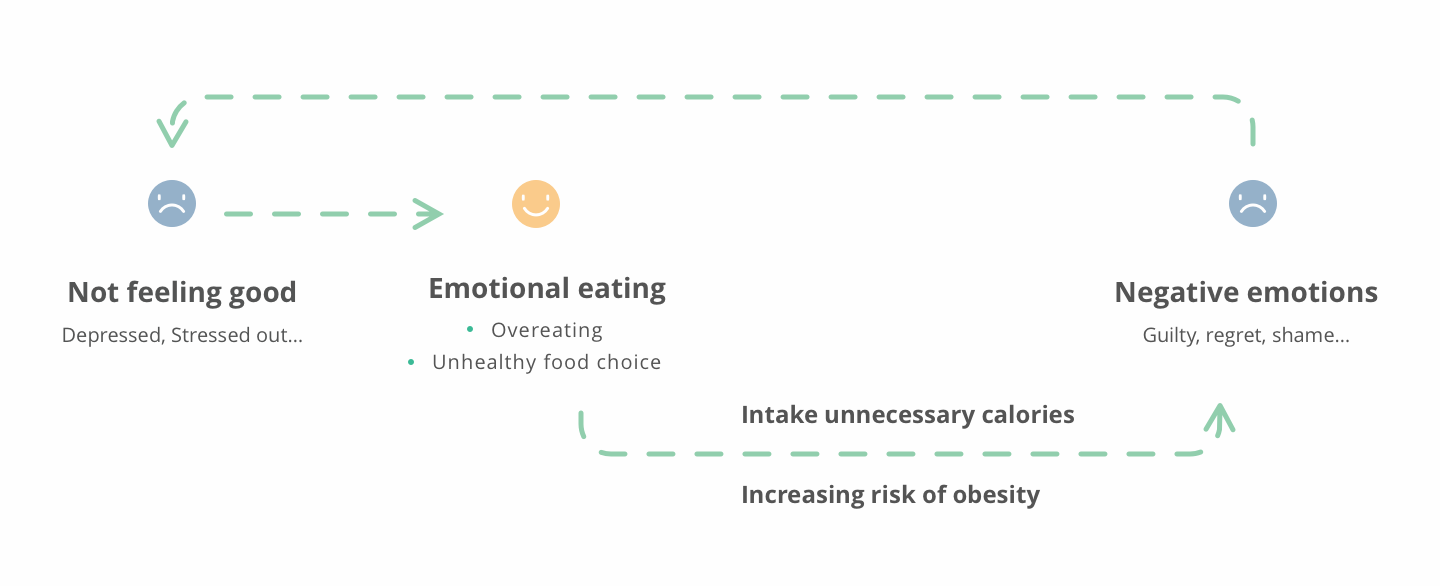 Not feeling good
Depressed, Stressed out...
Emotional eating
• Overeating
• Unhealthy food choice
Negative emotions
Guilty, regret, shame...
Intake unnecessary calories
Increasing risk of obesity